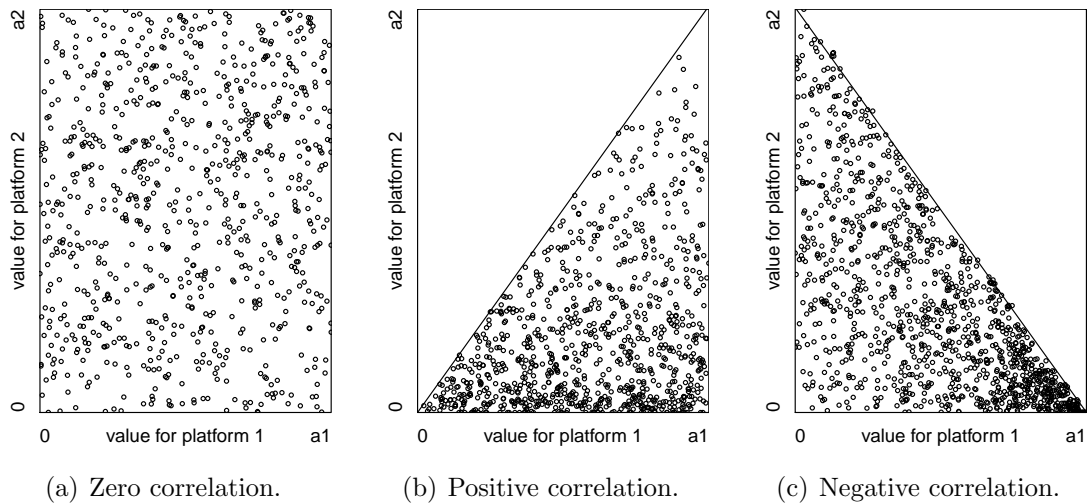 a2
value for platform 2
0
0 value for platform 1 a1
(a) Zero correlation.
a2
value for platform 2
0
0 value for platform 1 a1
(b) Positive correlation.
a2
value for platform 2
0
0 value for platform 1 a1
(c) Negative correlation.